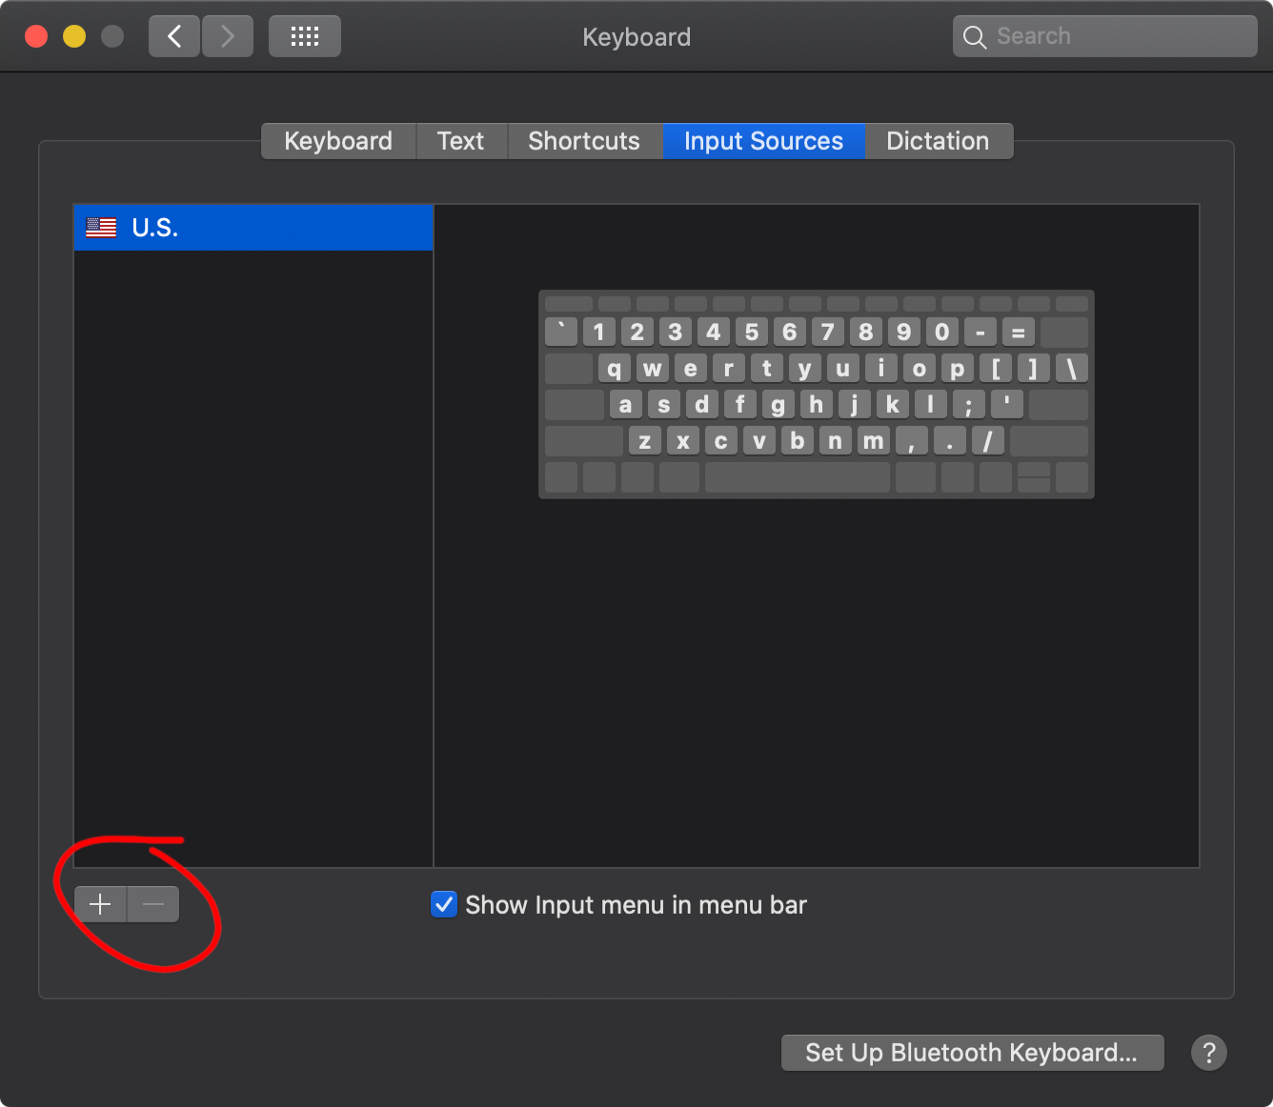 Keyboard
Search
Keyboard Text Shortcuts Input Sources Dictation
U.S.
` 1 2 3 4 5 6 7 8 9 0 - =
q w e r t y u i o p [ ] \
a s d f g h j k l ; '
z x c v b n m , . /
Show Input menu in menu bar
Set Up Bluetooth Keyboard... ?